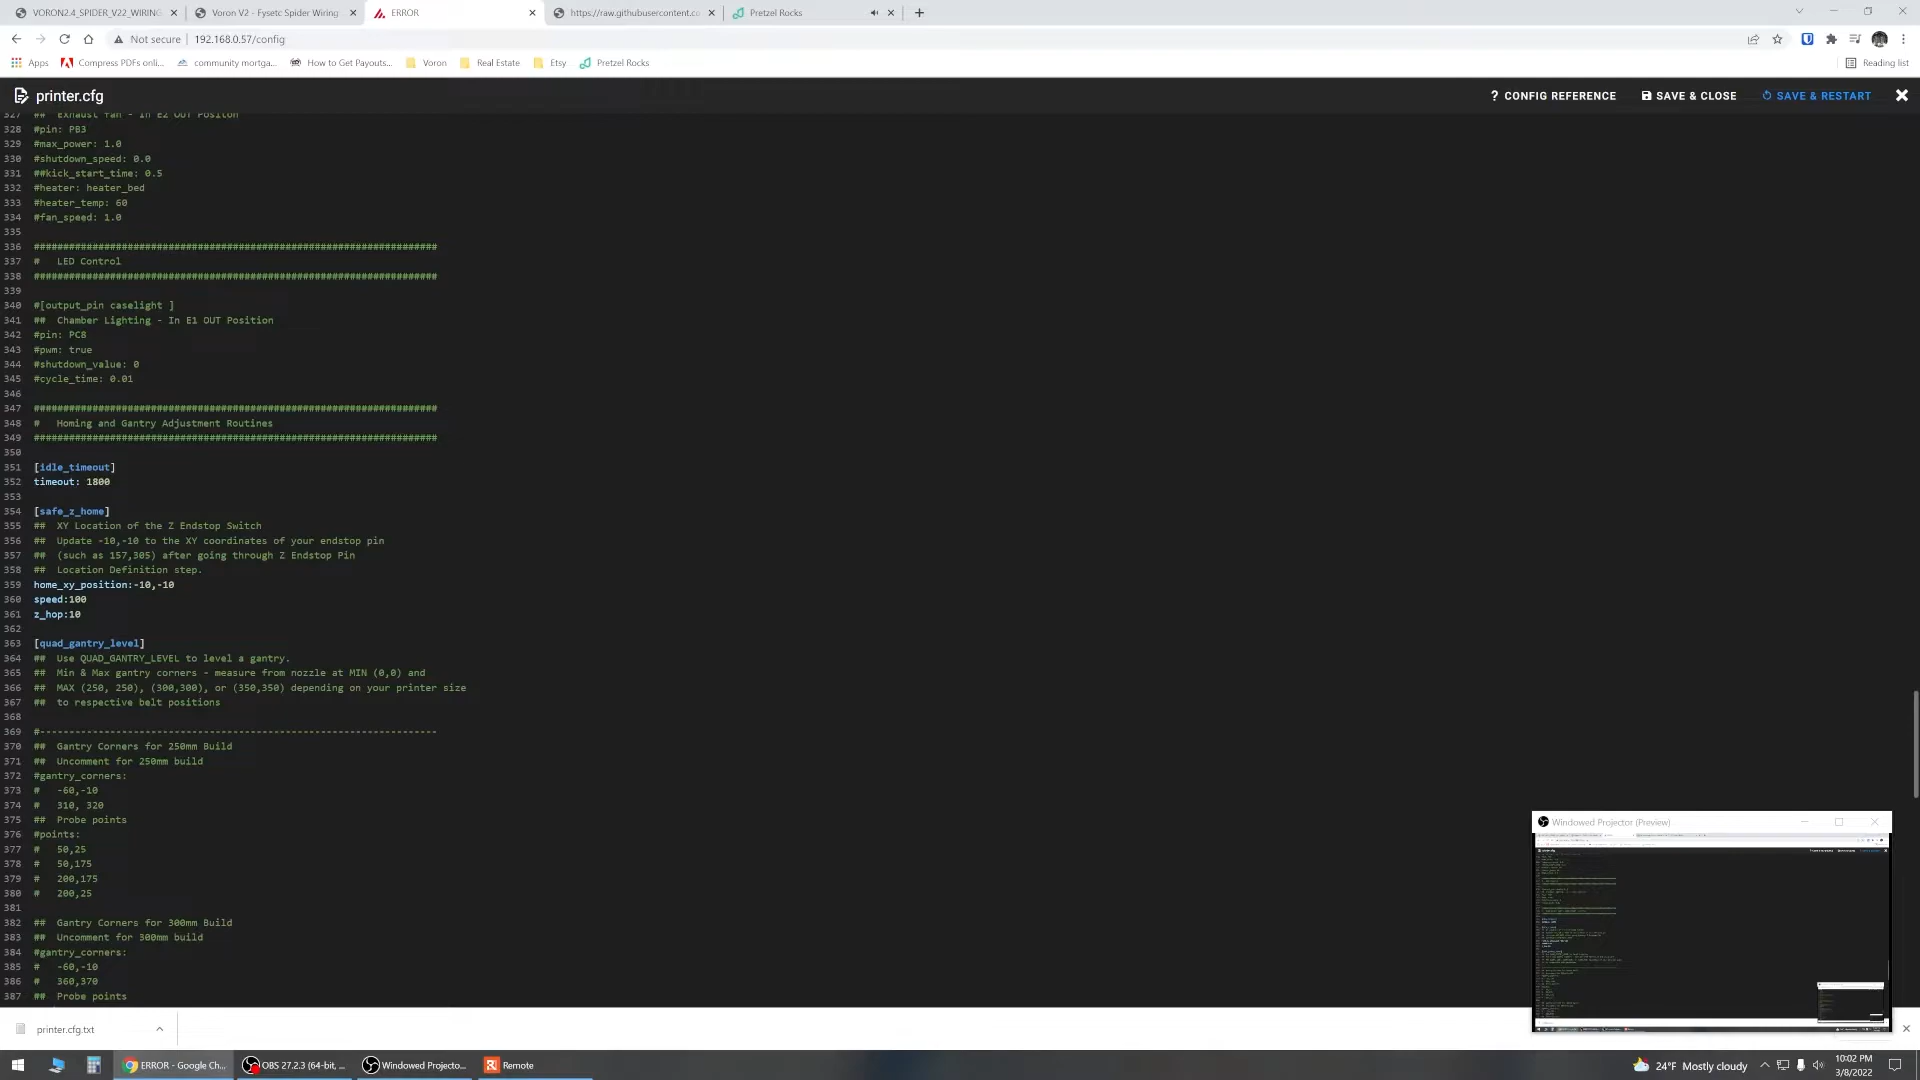 VORON2.4_SPIDER_V22_WIRING
Voron V2 - Fysetc Spider Wiring
ERROR
https://raw.githubusercontent.co
Pretzel Rocks
Not secure
192.168.0.57/config
Apps
Compress PDFs onli...
community mortga...
How to Get Payouts...
Voron
Real Estate
Etsy
Pretzel Rocks
Reading list
printer.cfg
? CONFIG REFERENCE
SAVE & CLOSE
SAVE & RESTART
327 ## Exhaust fan - In E2 OUT Positon
328 #pin: PB3
329 #max_power: 1.0
330 #shutdown_speed: 0.0
331 ##kick_start_time: 0.5
332 #heater: heater_bed
333 #heater_temp: 60
334 #fan_speed: 1.0
335
336 #####################################################################
337 #   LED Control
338 #####################################################################
339
340 #[output_pin caselight ]
341 ##  Chamber Lighting - In E1 OUT Position
342 #pin: PC8
343 #pwm: true
344 #shutdown_value: 0
345 #cycle_time: 0.01
346
347 #####################################################################
348 #   Homing and Gantry Adjustment Routines
349 #####################################################################
350
351 [idle_timeout]
352 timeout: 1800
353
354 [safe_z_home]
355 ##  XY Location of the Z Endstop Switch
356 ##  Update -10,-10 to the XY coordinates of your endstop pin
357 ##  (such as 157,305) after going through Z Endstop Pin
358 ##  Location Definition step.
359 home_xy_position:-10,-10
360 speed:100
361 z_hop:10
362
363 [quad_gantry_level]
364 ##  Use QUAD_GANTRY_LEVEL to level a gantry.
365 ##  Min & Max gantry corners - measure from nozzle at MIN (0,0) and
366 ##  MAX (250, 250), (300,300), or (350,350) depending on your printer size
367 ##  to respective belt positions
368
369 #--------------------------------------------------------------------
370 ##  Gantry Corners for 250mm Build
371 ##  Uncomment for 250mm build
372 #gantry_corners:
373 #   -60,-10
374 #   310, 320
375 ##  Probe points
376 #points:
377 #   50,25
378 #   50,175
379 #   200,175
380 #   200,25
381
382 ##  Gantry Corners for 300mm Build
383 ##  Uncomment for 300mm build
384 #gantry_corners:
385 #   -60,-10
386 #   360,370
387 ##  Probe points
Windowed Projector (Preview)
printer.cfg.txt
ERROR - Google Ch...
OBS 27.2.3 (64-bit, ...
Windowed Projecto...
Remote
24°F Mostly cloudy
10:02 PM
3/8/2022